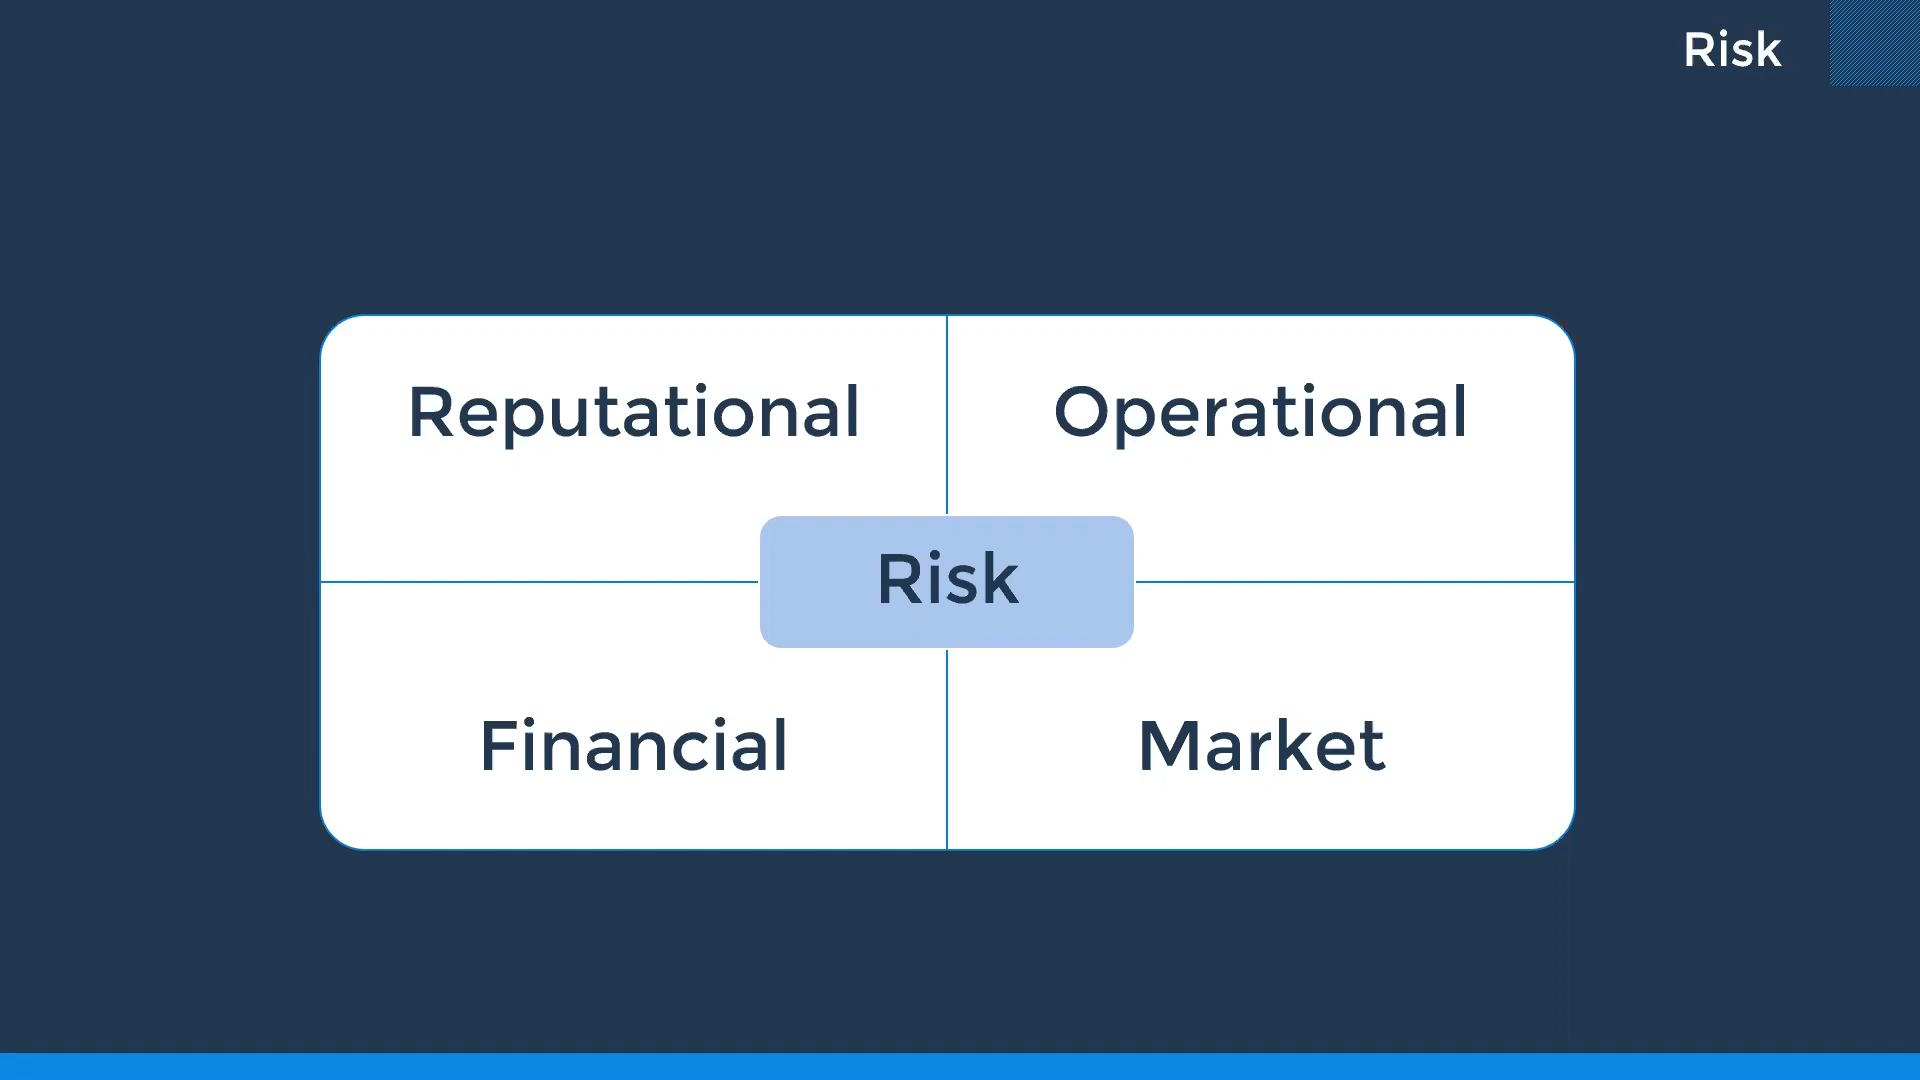 Risk
Reputational
Operational
Risk
Financial
Market